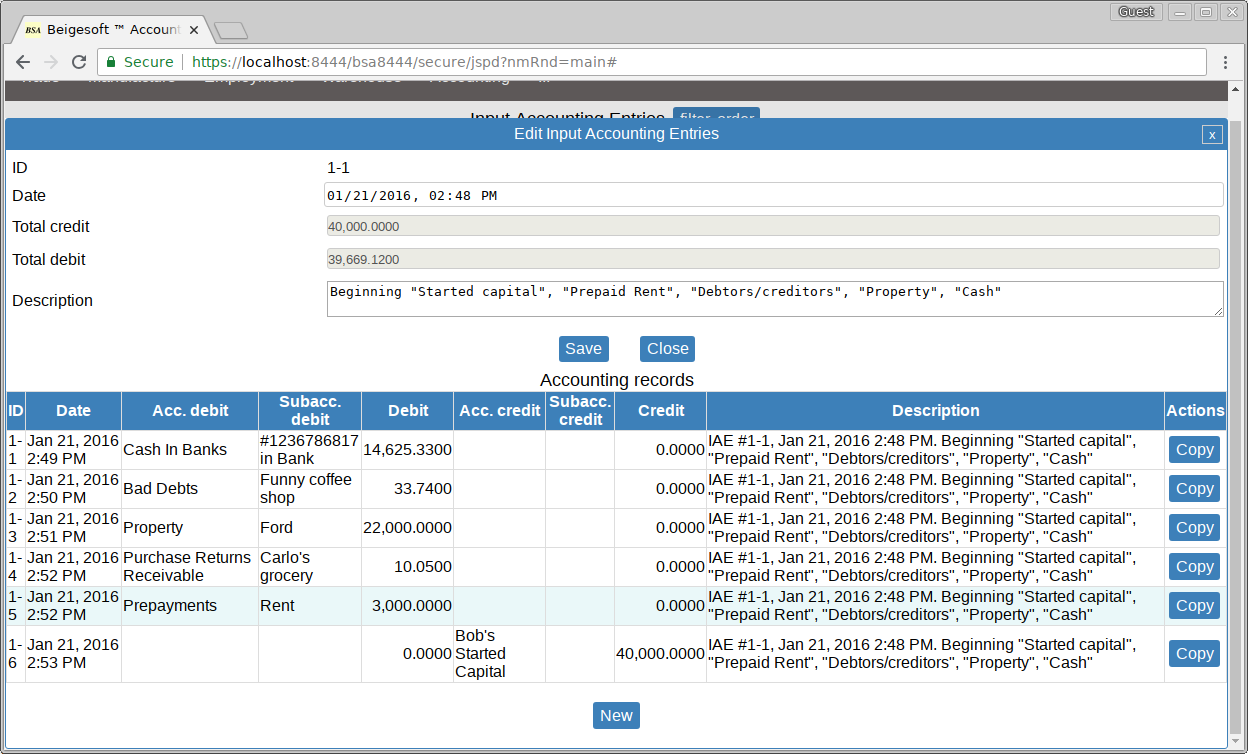 Guest
BSA Beigesoft ™ Account
Secure https://localhost:8444/bsa8444/secure/jspd?nmRnd=main#
Input Accounting Entries filter, order
Edit Input Accounting Entries x
ID 1-1
Date 01/21/2016, 02:48 PM
Total credit 40,000.0000
Total debit 39,669.1200
Description Beginning "Started capital", "Prepaid Rent", "Debtors/creditors", "Property", "Cash"
Save Close
Accounting records
ID Date Acc. debit Subacc. debit Debit Acc. credit Subacc. credit Credit Description Actions
1-1 Jan 21, 2016 2:49 PM Cash In Banks #1236786817 in Bank 14,625.3300 0.0000 IAE #1-1, Jan 21, 2016 2:48 PM. Beginning "Started capital", "Prepaid Rent", "Debtors/creditors", "Property", "Cash" Copy
1-2 Jan 21, 2016 2:50 PM Bad Debts Funny coffee shop 33.7400 0.0000 IAE #1-1, Jan 21, 2016 2:48 PM. Beginning "Started capital", "Prepaid Rent", "Debtors/creditors", "Property", "Cash" Copy
1-3 Jan 21, 2016 2:51 PM Property Ford 22,000.0000 0.0000 IAE #1-1, Jan 21, 2016 2:48 PM. Beginning "Started capital", "Prepaid Rent", "Debtors/creditors", "Property", "Cash" Copy
1-4 Jan 21, 2016 2:52 PM Purchase Returns Receivable Carlo's grocery 10.0500 0.0000 IAE #1-1, Jan 21, 2016 2:48 PM. Beginning "Started capital", "Prepaid Rent", "Debtors/creditors", "Property", "Cash" Copy
1-5 Jan 21, 2016 2:52 PM Prepayments Rent 3,000.0000 0.0000 IAE #1-1, Jan 21, 2016 2:48 PM. Beginning "Started capital", "Prepaid Rent", "Debtors/creditors", "Property", "Cash" Copy
1-6 Jan 21, 2016 2:53 PM 0.0000 Bob's Started Capital 40,000.0000 IAE #1-1, Jan 21, 2016 2:48 PM. Beginning "Started capital", "Prepaid Rent", "Debtors/creditors", "Property", "Cash" Copy
New